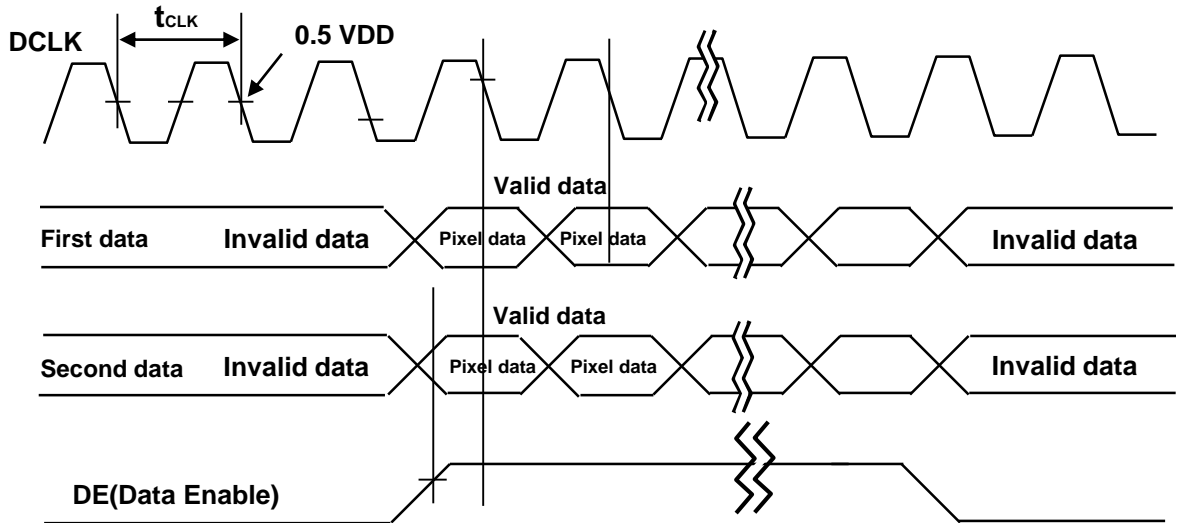 tCLK
DCLK
0.5 VDD
Valid data
First data Invalid data Pixel data Pixel data Invalid data
Valid data
Second data Invalid data Pixel data Pixel data Invalid data
DE(Data Enable)